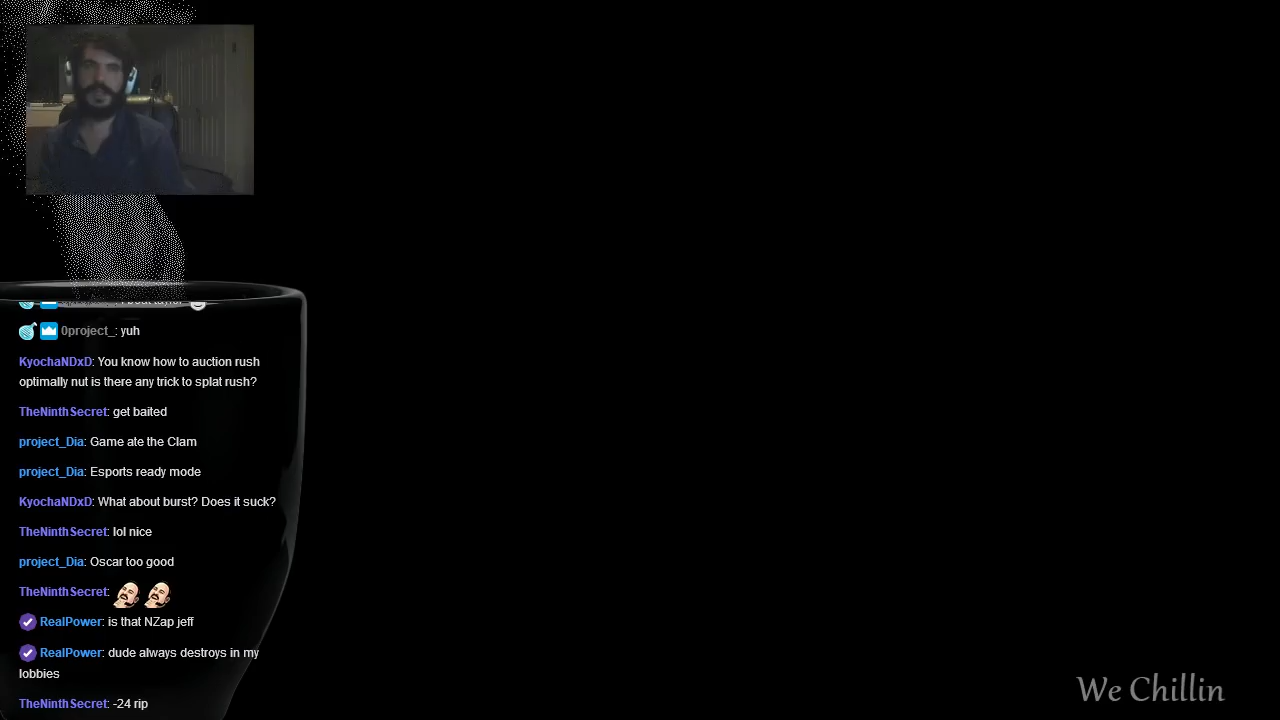 0project_: yuh
KyochaNDxD: You know how to auction rush
optimally nut is there any trick to splat rush?
TheNinthSecret: get baited
project_Dia: Game ate the Clam
project_Dia: Esports ready mode
KyochaNDxD: What about burst? Does it suck?
TheNinthSecret: lol nice
project_Dia: Oscar too good
TheNinthSecret:
RealPower: is that NZap jeff
RealPower: dude always destroys in my
lobbies
TheNinthSecret: -24 rip
We Chillin